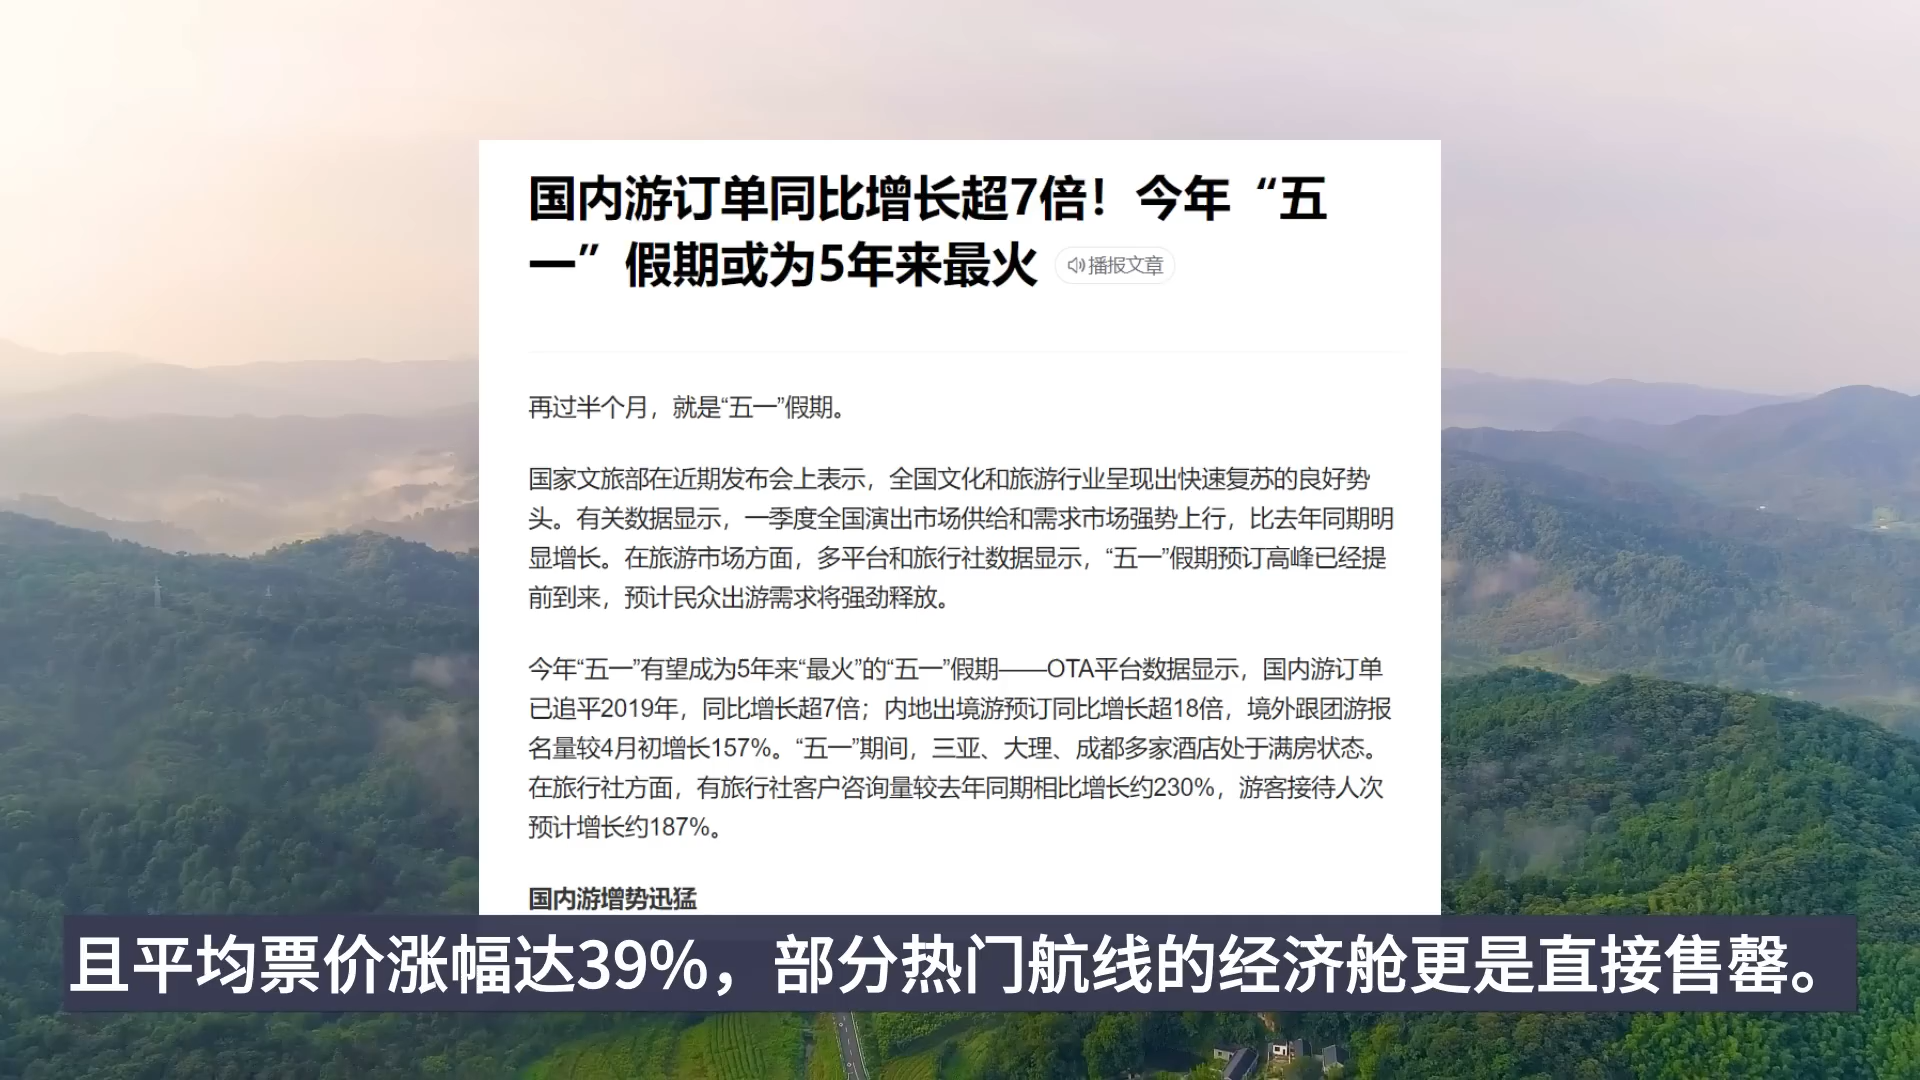 国内游订单同比增长超7倍！今年“五
一”假期或为5年来最火 播报文章
再过半个月，就是“五一”假期。
国家文旅部在近期发布会上表示，全国文化和旅游行业呈现出快速复苏的良好势
头。有关数据显示，一季度全国演出市场供给和需求市场强势上行，比去年同期明
显增长。在旅游市场方面，多平台和旅行社数据显示，“五一”假期预订高峰已经提
前到来，预计民众出游需求将强劲释放。
今年“五一”有望成为5年来“最火”的“五一”假期——OTA平台数据显示，国内游订单
已追平2019年，同比增长超7倍；内地出境游预订同比增长超18倍，境外跟团游报
名量较4月初增长157%。“五一”期间，三亚、大理、成都多家酒店处于满房状态。
在旅行社方面，有旅行社客户咨询量较去年同期相比增长约230%，游客接待人次
预计增长约187%。
国内游增势迅猛
且平均票价涨幅达39%，部分热门航线的经济舱更是直接售罄。